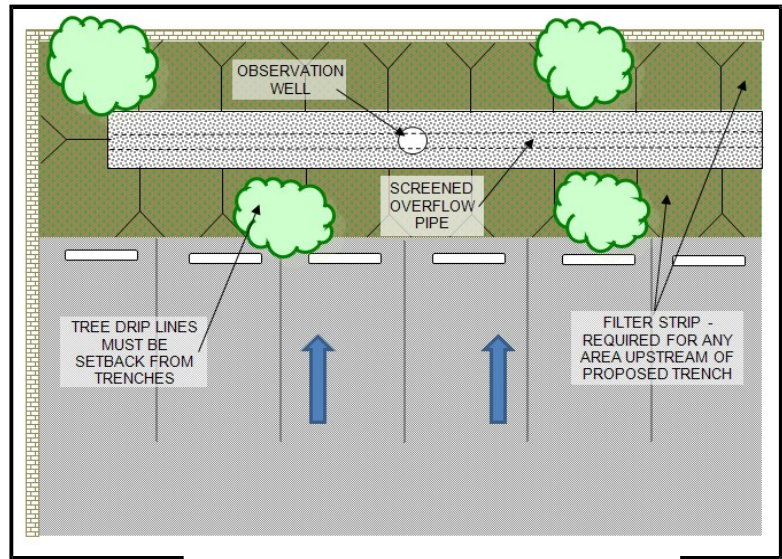 OBSERVATION
WELL
SCREENED
OVERFLOW
PIPE
TREE DRIP LINES
MUST BE
SETBACK FROM
TRENCHES
FILTER STRIP -
REQUIRED FOR ANY
AREA UPSTREAM OF
PROPOSED TRENCH